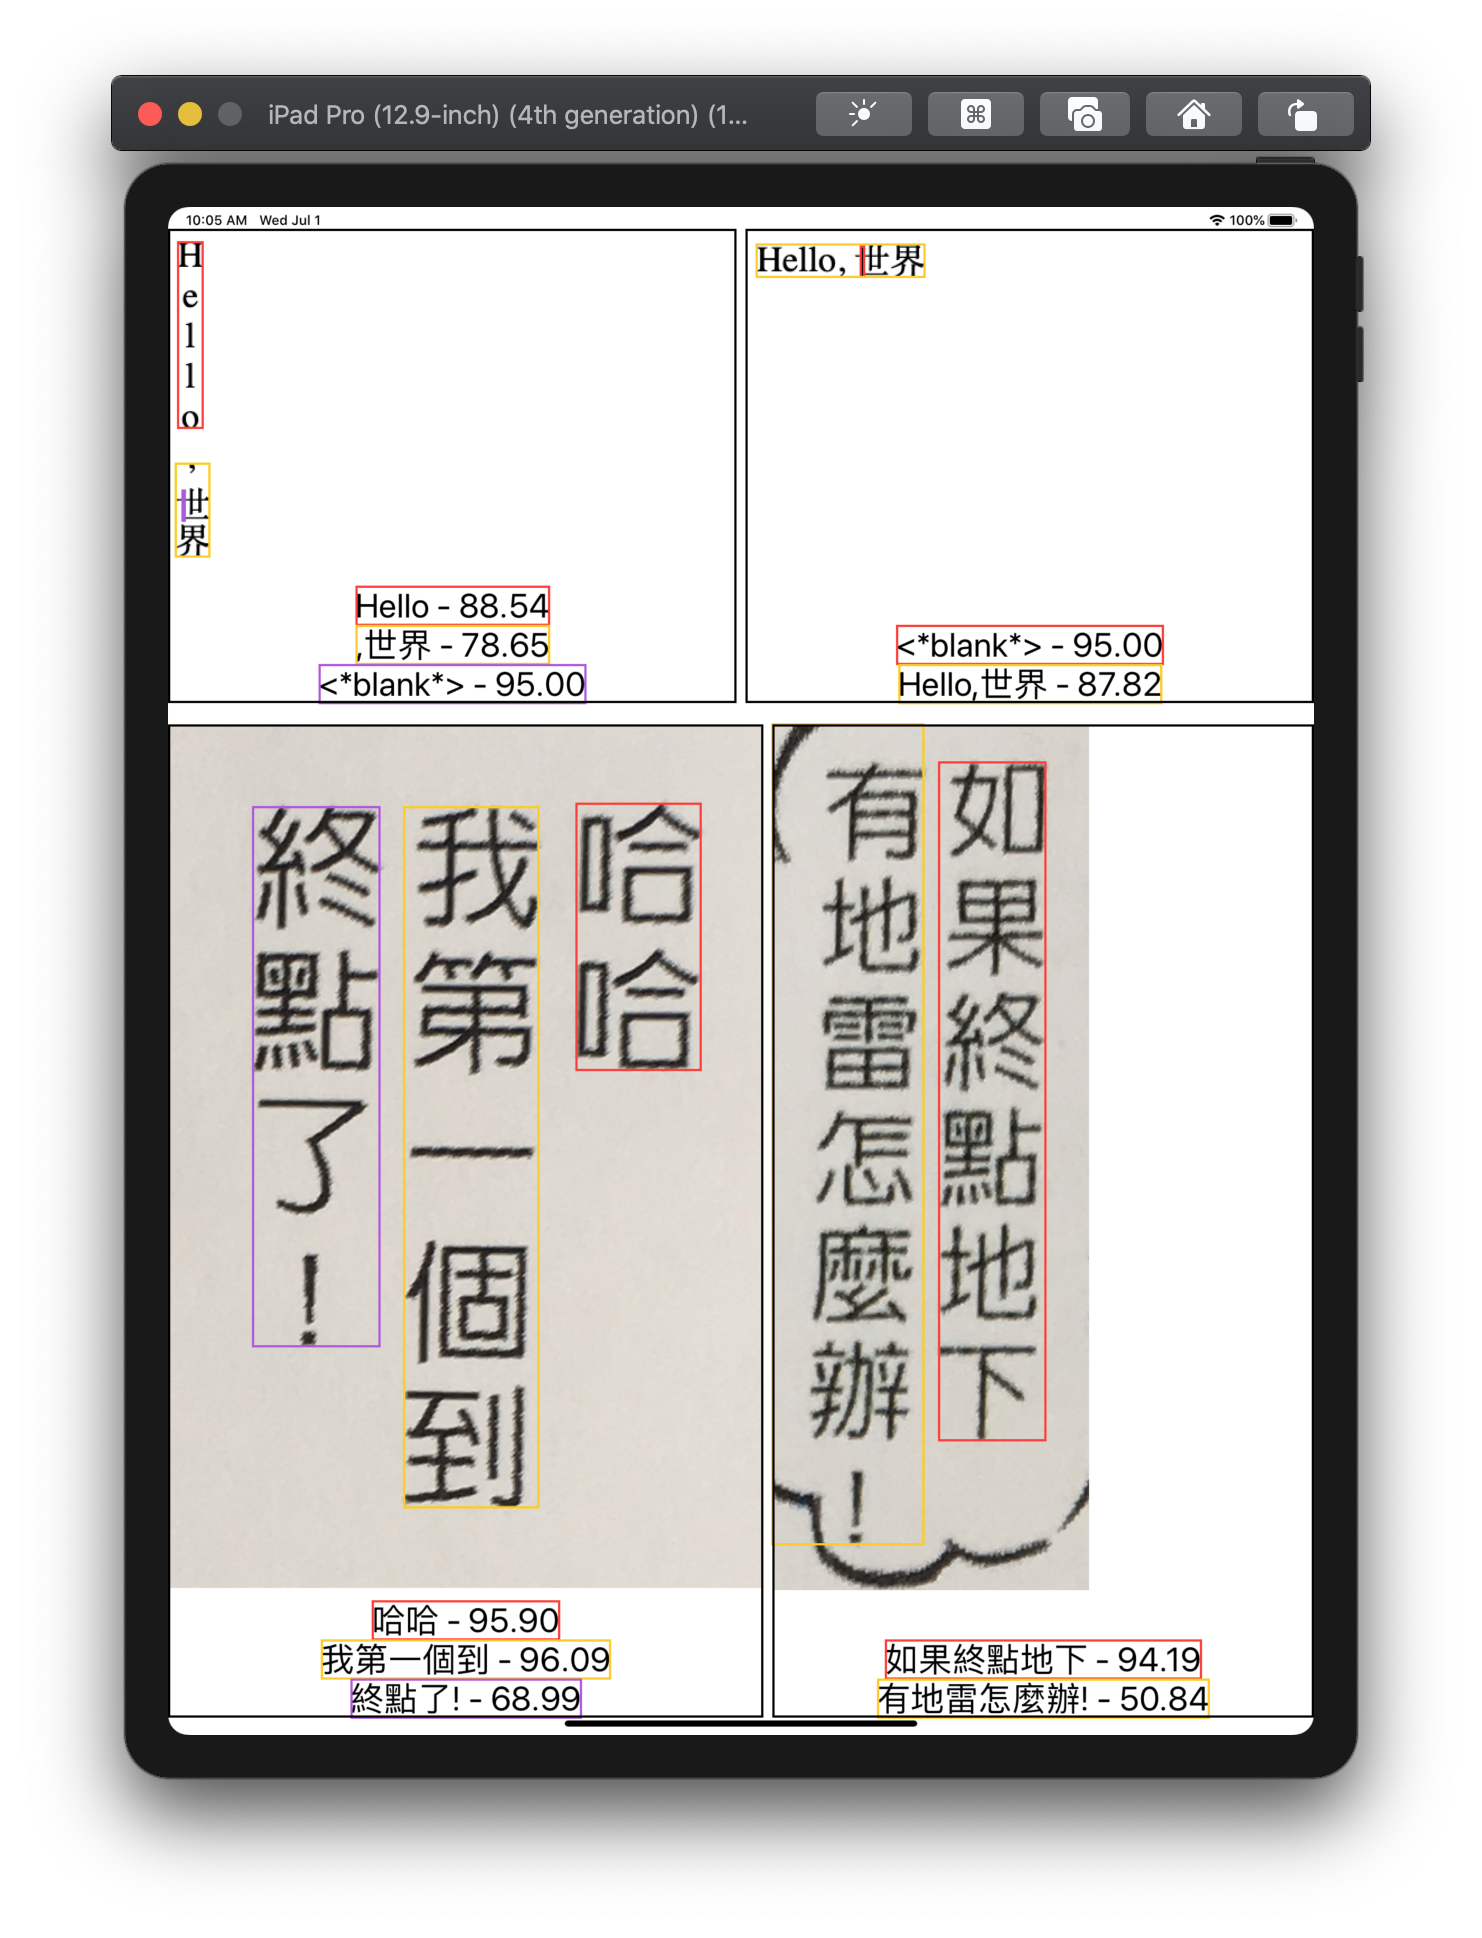 iPad Pro (12.9-inch) (4th generation) (1...
10:05 AM Wed Jul 1
100%
Hello
,世界
Hello - 88.54
,世界 - 78.65
<*blank*> - 95.00
Hello, 世界
<*blank*> - 95.00
Hello,世界 - 87.82
哈哈
我第一個到
終點了!
哈哈 - 95.90
我第一個到 - 96.09
終點了! - 68.99
如果終點地下
有地雷怎麼辦!
如果終點地下 - 94.19
有地雷怎麼辦! - 50.84